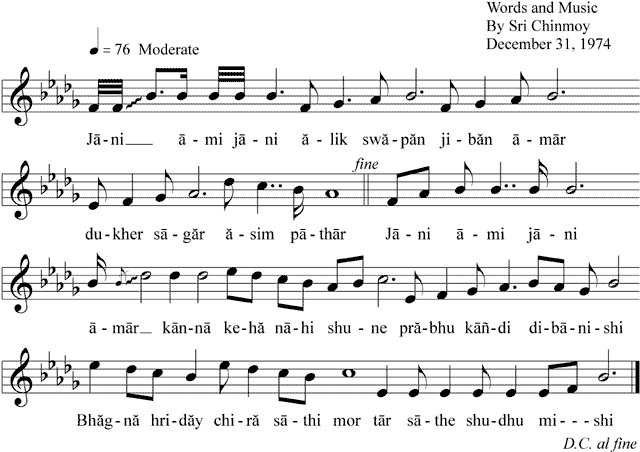 Words and Music
By Sri Chinmoy
December 31, 1974
= 76 Moderate
Jā-ni ā-mi jā-ni ă-lik swă-păn ji-băn ā-mār
fine
du-kher să-găr ă-sim pa-thār Jā-ni ā-mi jā-ni
ā-mār kān-nā ke-hă nā-hi shu-ne pră-bhu kāñ-di di-bā-ni-shi
Bhăg-nă hri-dăy chi-ră sā-thi mor tār sā-the shu-dhu mi---shi
D.C. al fine